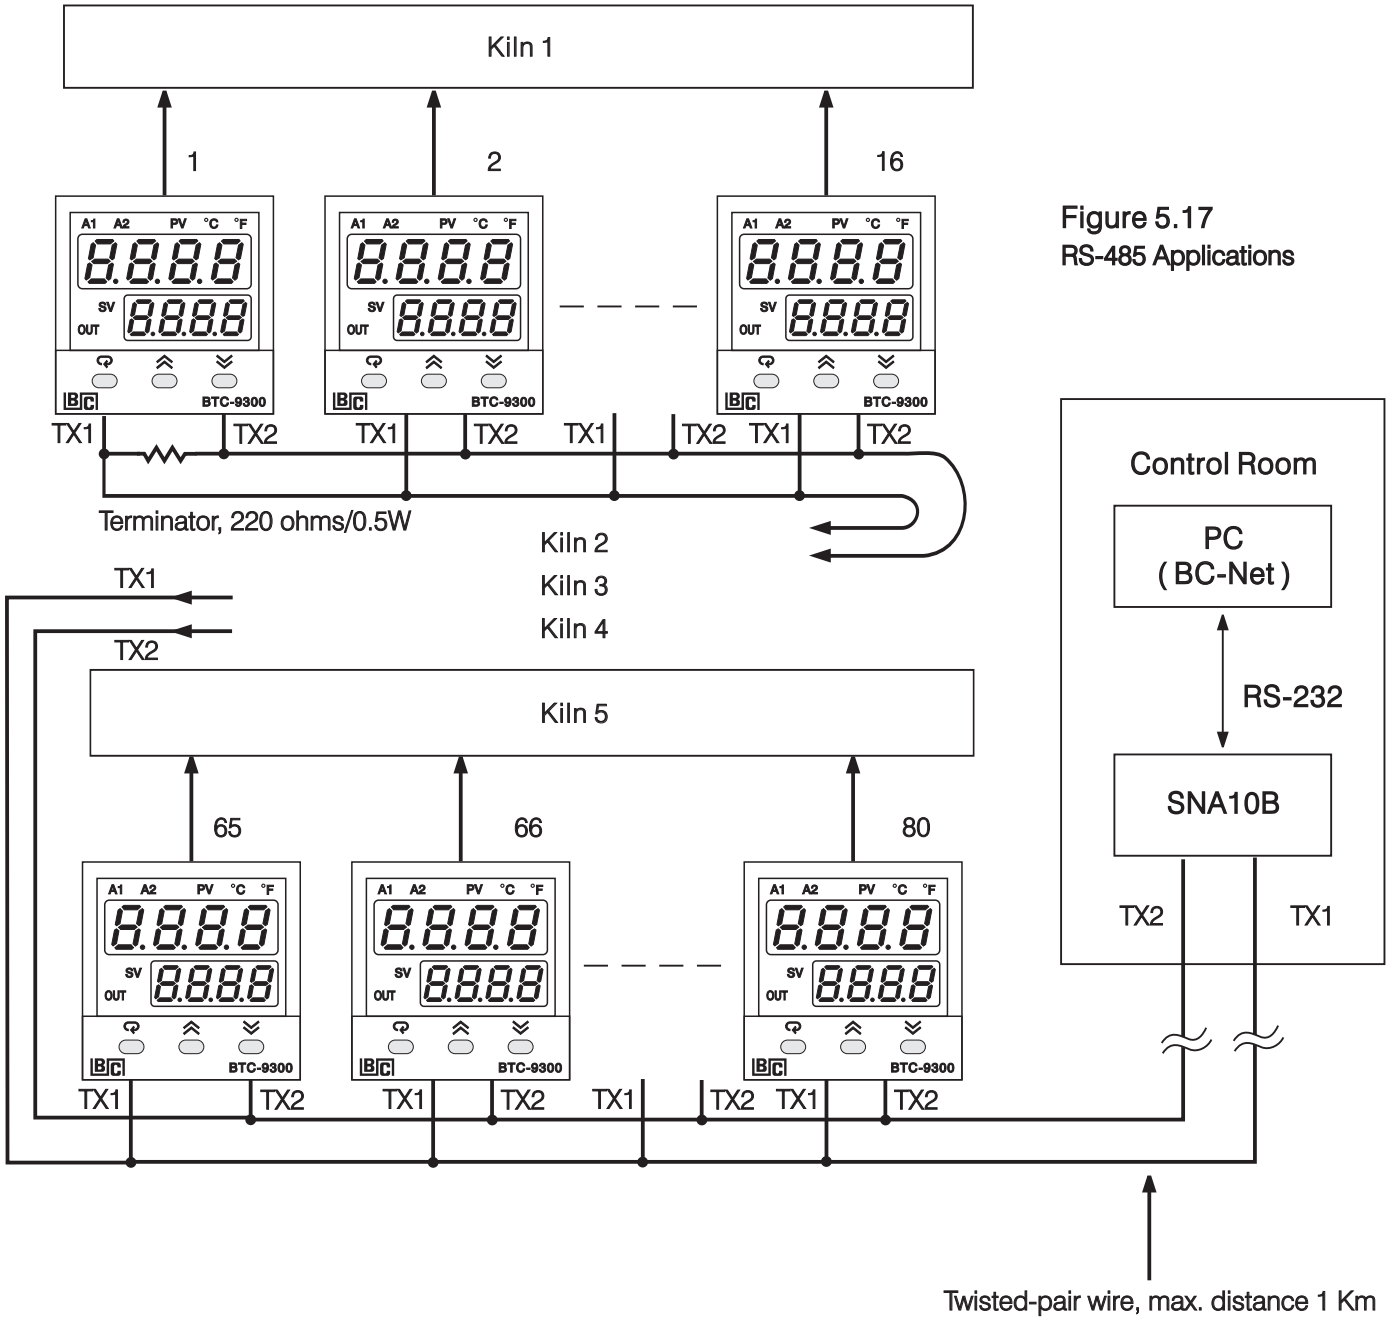 Kiln 1
1
2
16
A1 A2 PV °C °F
8.8.8.8
SV
8.8.8.8
OUT
BC
BTC-9300
A1 A2 PV °C °F
8.8.8.8
SV
8.8.8.8
OUT
BC
BTC-9300
A1 A2 PV °C °F
8.8.8.8
SV
8.8.8.8
OUT
BC
BTC-9300
TX1 TX2 TX1 TX2 TX1 TX2 TX1 TX2
Terminator, 220 ohms/0.5W
Figure 5.17
RS-485 Applications
Kiln 2
Kiln 3
Kiln 4
TX1
TX2
Kiln 5
65
66
80
A1 A2 PV °C °F
8.8.8.8
SV
8.8.8.8
OUT
BC
BTC-9300
A1 A2 PV °C °F
8.8.8.8
SV
8.8.8.8
OUT
BC
BTC-9300
A1 A2 PV °C °F
8.8.8.8
SV
8.8.8.8
OUT
BC
BTC-9300
TX1 TX2 TX1 TX2 TX1 TX2 TX1 TX2
Control Room
PC
( BC-Net )
RS-232
SNA10B
TX2
TX1
Twisted-pair wire, max. distance 1 Km